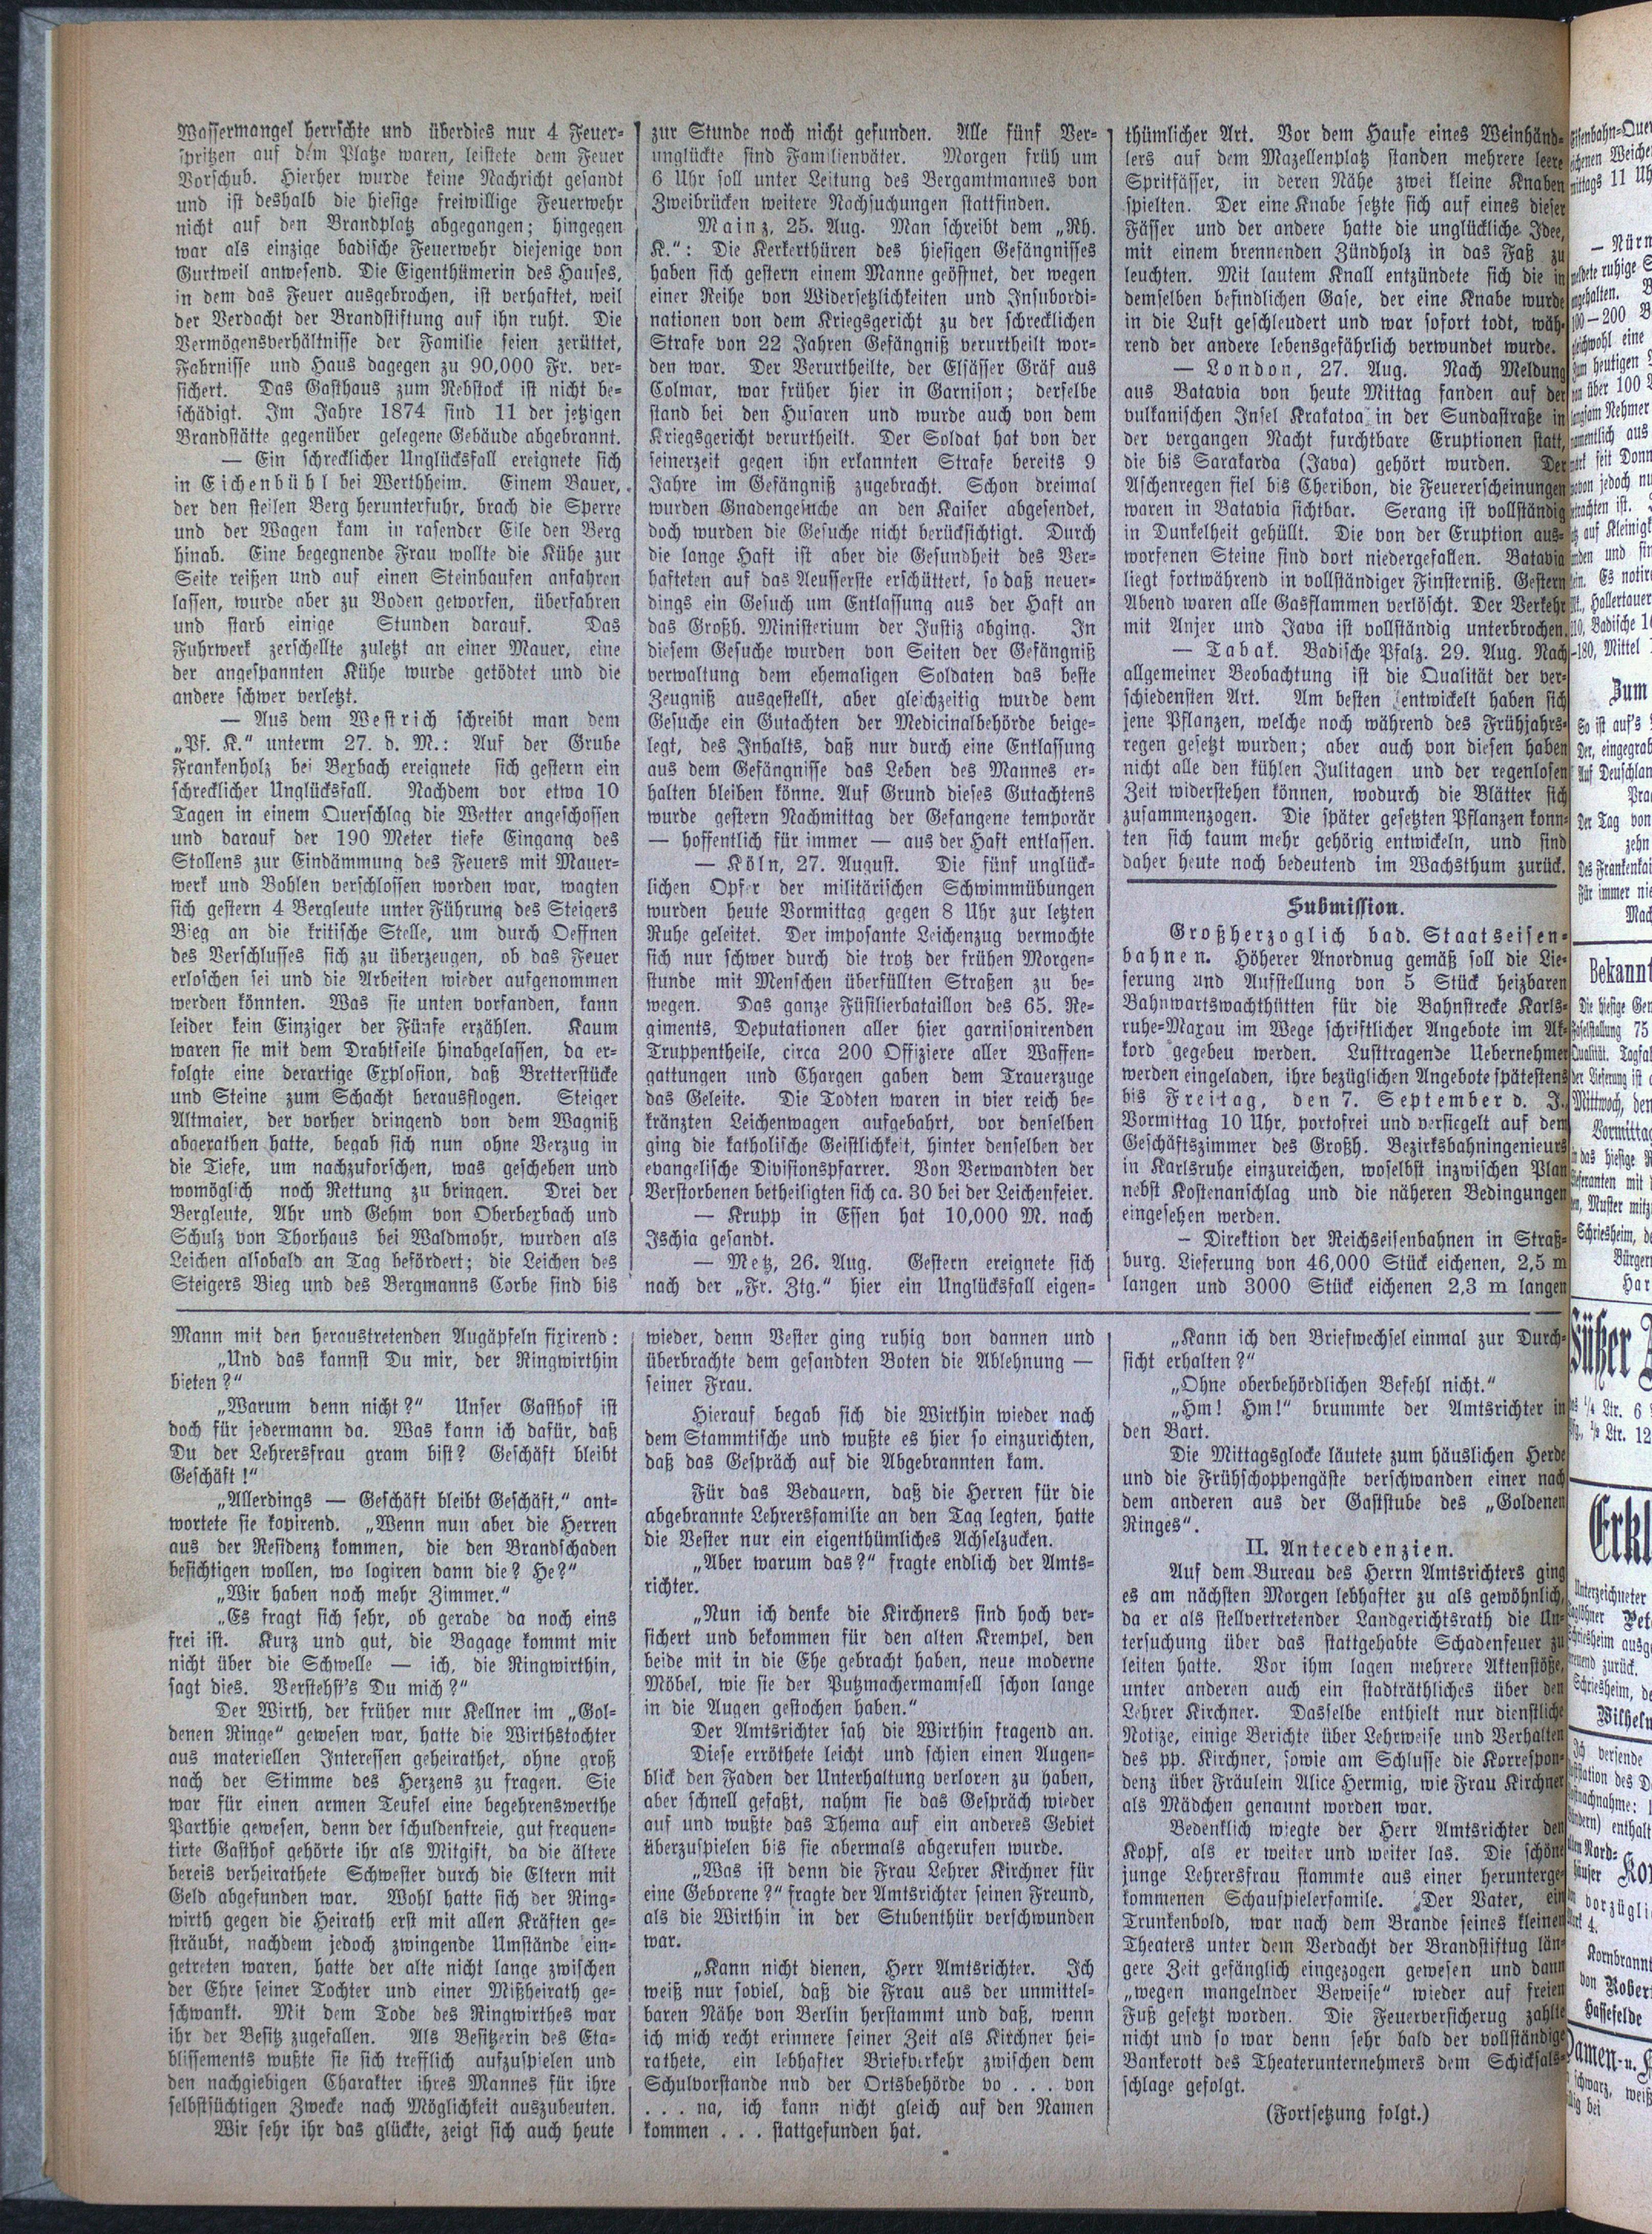 Wassermangel herrschte und überdies nur 4 Feuer-
spritzen auf dem Platze waren, leistete dem Feuer
Vorschub. Hierher wurde keine Nachricht gesandt
und ist deshalb die hiesige freiwillige Feuerwehr
nicht auf den Brandplatz abgegangen; hingegen
war als einzige badische Feuerwehr diejenige von
Gurtweil anwesend. Die Eigenthümerin des Hauses,
in dem das Feuer ausgebrochen, ist verhaftet, weil
der Verdacht der Brandstiftung auf ihn ruht. Die
Vermögensverhältnisse der Familie seien zerüttet,
Fahrnisse und Haus dagegen zu 90,000 Fr. ver-
sichert. Das Gasthaus zum Rebstock ist nicht be-
schädigt. Im Jahre 1874 sind 11 der jetzigen
Brandstätte gegenüber gelegene Gebäude abgebrannt.
— Ein schrecklicher Unglücksfall ereignete sich
in Eichenbühl bei Werthheim. Einem Bauer,
der den steilen Berg herunterfuhr, brach die Sperre
und der Wagen kam in rasender Eile den Berg
hinab. Eine begegnende Frau wollte die Kühe zur
Seite reißen und auf einen Steinhaufen anfahren
lassen, wurde aber zu Boden geworfen, überfahren
und starb einige Stunden darauf. Das
Fuhrwerk zerschellte zuletzt an einer Mauer, eine
der angespannten Kühe wurde getödtet und die
andere schwer verletzt.
— Aus dem Westrich schreibt man dem
„Pf. K.“ unterm 27. d. M.: Auf der Grube
Frankenholz bei Bexbach ereignete sich gestern ein
schrecklicher Unglücksfall. Nachdem vor etwa 10
Tagen in einem Querschlag die Wetter angeschossen
und darauf der 190 Meter tiefe Eingang des
Stollens zur Eindämmung des Feuers mit Mauer-
werk und Bohlen verschlossen worden war, wagten
sich gestern 4 Bergleute unter Führung des Steigers
Bieg an die kritische Stelle, um durch Oeffnen
des Verschlusses sich zu überzeugen, ob das Feuer
erloschen sei und die Arbeiten wieder aufgenommen
werden könnten. Was sie unten vorfanden, kann
leider kein Einziger der Fünfe erzählen. Kaum
waren sie mit dem Drahtseile hinabgelassen, da er-
folgte eine derartige Explosion, daß Bretterstücke
und Steine zum Schacht herausflogen. Steiger
Altmaier, der vorher dringend von dem Wagniß
abgerathen hatte, begab sich nun ohne Verzug in
die Tiefe, um nachzuforschen, was geschehen und
womöglich noch Rettung zu bringen. Drei der
Bergleute, Ahr und Gehm von Oberbexbach und
Schulz von Thorhaus bei Waldmohr, wurden als
Leichen alsobald an Tag befördert; die Leichen des
Steigers Bieg und des Bergmanns Corbe sind bis
zur Stunde noch nicht gefunden. Alle fünf Ver-
unglückte sind Familienväter. Morgen früh um
6 Uhr soll unter Leitung des Bergamtmannes von
Zweibrücken weitere Nachsuchungen stattfinden.
Mainz, 25. Aug. Man schreibt dem „Rh.
K.“: Die Kerkerthüren des hiesigen Gefängnisses
haben sich gestern einem Manne geöffnet, der wegen
einer Reihe von Widersetzlichkeiten und Insubordi-
nationen von dem Kriegsgericht zu der schrecklichen
Strafe von 22 Jahren Gefängniß verurtheilt wor-
den war. Der Verurtheilte, der Elsässer Gräf aus
Colmar, war früher hier in Garnison; derselbe
stand bei den Husaren und wurde auch von dem
Kriegsgericht verurtheilt. Der Soldat hat von der
seinerzeit gegen ihn erkannten Strafe bereits 9
Jahre im Gefängniß zugebracht. Schon dreimal
wurden Gnadengesuche an den Kaiser abgesendet,
doch wurden die Gesuche nicht berücksichtigt. Durch
die lange Haft ist aber die Gesundheit des Ver-
hafteten auf das Aeusserste erschüttert, so daß neuer-
dings ein Gesuch um Entlassung aus der Haft an
das Großh. Ministerium der Justiz abging. In
diesem Gesuche wurden von Seiten der Gefängniß
verwaltung dem ehemaligen Soldaten das beste
Zeugniß ausgestellt, aber gleichzeitig wurde dem
Gesuche ein Gutachten der Medicinalbehörde beige-
legt, des Inhalts, daß nur durch eine Entlassung
aus dem Gefängnisse das Leben des Mannes er-
halten bleiben könne. Auf Grund dieses Gutachtens
wurde gestern Nachmittag der Gefangene temporär
— hoffentlich für immer — aus der Haft entlassen.
— Köln, 27. August. Die fünf unglück-
lichen Opfer der militärischen Schwimmübungen
wurden heute Vormittag gegen 8 Uhr zur letzten
Ruhe geleitet. Der imposante Leichenzug vermochte
sich nur schwer durch die trotz der frühen Morgen-
stunde mit Menschen überfüllten Straßen zu be-
wegen. Das ganze Füsilierbataillon des 65. Re-
giments, Deputationen aller hier garnisonirenden
Truppentheile, circa 200 Offiziere aller Waffen-
gattungen und Chargen gaben dem Trauerzuge
das Geleite. Die Todten waren in vier reich be-
kränzten Leichenwagen aufgebahrt, vor denselben
ging die katholische Geistlichkeit, hinter denselben der
evangelische Divisionspfarrer. Von Verwandten der
Verstorbenen betheiligten sich ca. 30 bei der Leichenfeier.
— Krupp in Essen hat 10,000 M. nach
Ischia gesandt.
— Metz, 26. Aug. Gestern ereignete sich
nach der „Fr. Ztg.“ hier ein Unglücksfall eigen-
thümlicher Art. Vor dem Hause eines Weinhänd-
lers auf dem Mazellenplatz standen mehrere leere
Spritfässer, in deren Nähe zwei kleine Knaben
spielten. Der eine Knabe setzte sich auf eines dieser
Fässer und der andere hatte die unglückliche Idee,
mit einem brennenden Zündholz in das Faß zu
leuchten. Mit lautem Knall entzündete sich die in
demselben befindlichen Gase, der eine Knabe wurde
in die Luft geschleudert und war sofort todt, wäh-
rend der andere lebensgefährlich verwundet wurde.
— London, 27. Aug. Nach Meldung
aus Batavia von heute Mittag fanden auf der
vulkanischen Insel Krakatoa in der Sundastraße in
der vergangen Nacht furchtbare Eruptionen statt,
die bis Sarakarda (Java) gehört wurden. Der
Aschenregen fiel bis Cheribon, die Feuererscheinungen
waren in Batavia sichtbar. Serang ist vollständig
in Dunkelheit gehüllt. Die von der Eruption aus-
worfenen Steine sind dort niedergefallen. Batavia
liegt fortwährend in vollständiger Finsterniß. Gestern
Abend waren alle Gasflammen verlöscht. Der Verkehr
mit Anjer und Java ist vollständig unterbrochen.
— Tabak. Badische Pfalz. 29. Aug. Nach
allgemeiner Beobachtung ist die Qualität der ver-
schiedensten Art. Am besten entwickelt haben sich
jene Pflanzen, welche noch während des Frühjahrs-
regen gesetzt wurden; aber auch von diesen haben
nicht alle den kühlen Julitagen und der regenlosen
Zeit widerstehen können, wodurch die Blätter sich
zusammenzogen. Die später gesetzten Pflanzen konn-
ten sich kaum mehr gehörig entwickeln, und sind
daher heute noch bedeutend im Wachsthum zurück.
Submission.
Großherzoglich bad. Staatseisen-
bahnen. Höherer Anordnug gemäß soll die Lie-
ferung und Aufstellung von 5 Stück heizbaren
Bahnwartswachthütten für die Bahnstrecke Karls-
ruhe-Maxau im Wege schriftlicher Angebote im Ak-
kord gegebeu werden. Lusttragende Uebernehmer
werden eingeladen, ihre bezüglichen Angebote spätestens
bis Freitag, den 7. September d. J.
Vormittag 10 Uhr, portofrei und versiegelt auf dem
Geschäftszimmer des Großh. Bezirksbahningenieurs
in Karlsruhe einzureichen, woselbst inzwischen Plan
nebst Kostenanschlag und die näheren Bedingungen
eingesehen werden.
— Direktion der Reichseisenbahnen in Straß-
burg. Lieferung von 46,000 Stück eichenen, 2,5 m
langen und 3000 Stück eichenen 2,3 m langen
Mann mit den heraustretenden Augäpfeln fixirend:
„Und das kannst Du mir, der Ringwirthin
bieten?“
„Warum denn nicht?“ Unser Gasthof ist
doch für jedermann da. Was kann ich dafür, daß
Du der Lehrersfrau gram bist? Geschäft bleibt
Geschäft!“
„Allerdings — Geschäft bleibt Geschäft,“ ant-
wortete sie kopirend. „Wenn nun aber die Herren
aus der Residenz kommen, die den Brandschaden
besichtigen wollen, wo logiren dann die? He?“
„Wir haben noch mehr Zimmer.“
„Es fragt sich sehr, ob gerade da noch eins
frei ist. Kurz und gut, die Bagage kommt mir
nicht über die Schwelle — ich, die Ringwirthin,
sagt dies. Verstehst's Du mich?“
Der Wirth, der früher nur Kellner im „Gol-
denen Ringe“ gewesen war, hatte die Wirthstochter
aus materiellen Interessen geheirathet, ohne groß
nach der Stimme des Herzens zu fragen. Sie
war für einen armen Teufel eine begehrenswerthe
Parthie gewesen, denn der schuldenfreie, gut frequen-
tirte Gasthof gehörte ihr als Mitgift, da die ältere
bereis verheirathete Schwester durch die Eltern mit
Geld abgefunden war. Wohl hatte sich der Ring-
wirth gegen die Heirath erst mit allen Kräften ge-
sträubt, nachdem jedoch zwingende Umstände ein-
getreten waren, hatte der alte nicht lange zwischen
der Ehre seiner Tochter und einer Mißheirath ge-
schwankt. Mit dem Tode des Ringwirthes war
ihr der Besitz zugefallen. Als Besitzerin des Eta-
blissements wußte sie sich trefflich aufzuspielen und
den nachgiebigen Charakter ihres Mannes für ihre
selbstsüchtigen Zwecke nach Möglichkeit auszubeuten.
Wir sehr ihr das glückte, zeigt sich auch heute
wieder, denn Vester ging ruhig von dannen und
überbrachte dem gesandten Boten die Ablehnung —
seiner Frau.
Hierauf begab sich die Wirthin wieder nach
dem Stammtische und wußte es hier so einzurichten,
daß das Gespräch auf die Abgebrannten kam.
Für das Bedauern, daß die Herren für die
abgebrannte Lehrersfamilie an den Tag legten, hatte
die Vester nur ein eigenthümliches Achselzucken.
„Aber warum das?“ fragte endlich der Amts-
richter.
„Nun ich denke die Kirchners sind hoch ver-
sichert und bekommen für den alten Krempel, den
beide mit in die Ehe gebracht haben, neue moderne
Möbel, wie sie der Putzmachermamsell schon lange
in die Augen gestochen haben.“
Der Amtsrichter sah die Wirthin fragend an.
Diese erröthete leicht und schien einen Augen-
blick den Faden der Unterhaltung verloren zu haben,
aber schnell gefaßt, nahm sie das Gespräch wieder
auf und wußte das Thema auf ein anderes Gebiet
überzuspielen bis sie abermals abgerufen wurde.
„Was ist denn die Frau Lehrer Kirchner für
eine Geborene?“ fragte der Amtsrichter seinen Freund,
als die Wirthin in der Stubenthür verschwunden
war.
„Kann nicht dienen, Herr Amtsrichter. Ich
weiß nur soviel, daß die Frau aus der unmittel-
baren Nähe von Berlin herstammt und daß, wenn
ich mich recht erinnere seiner Zeit als Kirchner hei-
rathete, ein lebhafter Briefverkehr zwischen dem
Schulvorstande nnd der Ortsbehörde vo . . . von
. . . na, ich kann nicht gleich auf den Namen
kommen . . . stattgefunden hat.
„Kann ich den Briefwechsel einmal zur Durch-
sicht erhalten?“
„Ohne oberbehördlichen Befehl nicht.“
„Hm! Hm!“ brummte der Amtsrichter in
den Bart.
Die Mittagsglocke läutete zum häuslichen Herde
und die Frühschoppengäste verschwanden einer nach
dem anderen aus der Gaststube des „Goldenen
Ringes“.
II. Antecedenzien.
Auf dem Bureau des Herrn Amtsrichters ging
es am nächsten Morgen lebhafter zu als gewöhnlich,
da er als stellvertretender Landgerichtsrath die Un-
tersuchung über das stattgehabte Schadenfeuer zu
leiten hatte. Vor ihm lagen mehrere Aktenstöße,
unter anderen auch ein stadträthliches über den
Lehrer Kirchner. Dasselbe enthielt nur dienstliche
Notize, einige Berichte über Lehrweise und Verhalten
des pp. Kirchner, sowie am Schlusse die Korrespon-
denz über Fräulein Alice Hermig, wie Frau Kirchner
als Mädchen genannt worden war.
Bedenklich wiegte der Herr Amtsrichter den
Kopf, als er weiter und weiter las. Die schöne
junge Lehrersfrau stammte aus einer herunterge-
kommenen Schauspielerfamile. Der Vater, ein
Trunkenbold, war nach dem Brande seines kleinen
Theaters unter dem Verdacht der Brandstiftug län-
gere Zeit gefänglich eingezogen gewesen und dann
„wegen mangelnder Beweise“ wieder auf freien
Fuß gesetzt worden. Die Feuerversicherug zahlte
nicht und so war denn sehr bald der vollständige
Bankerott des Theaterunternehmers dem Schicksals-
schlage gefolgt.
(Fortsetzung folgt.)